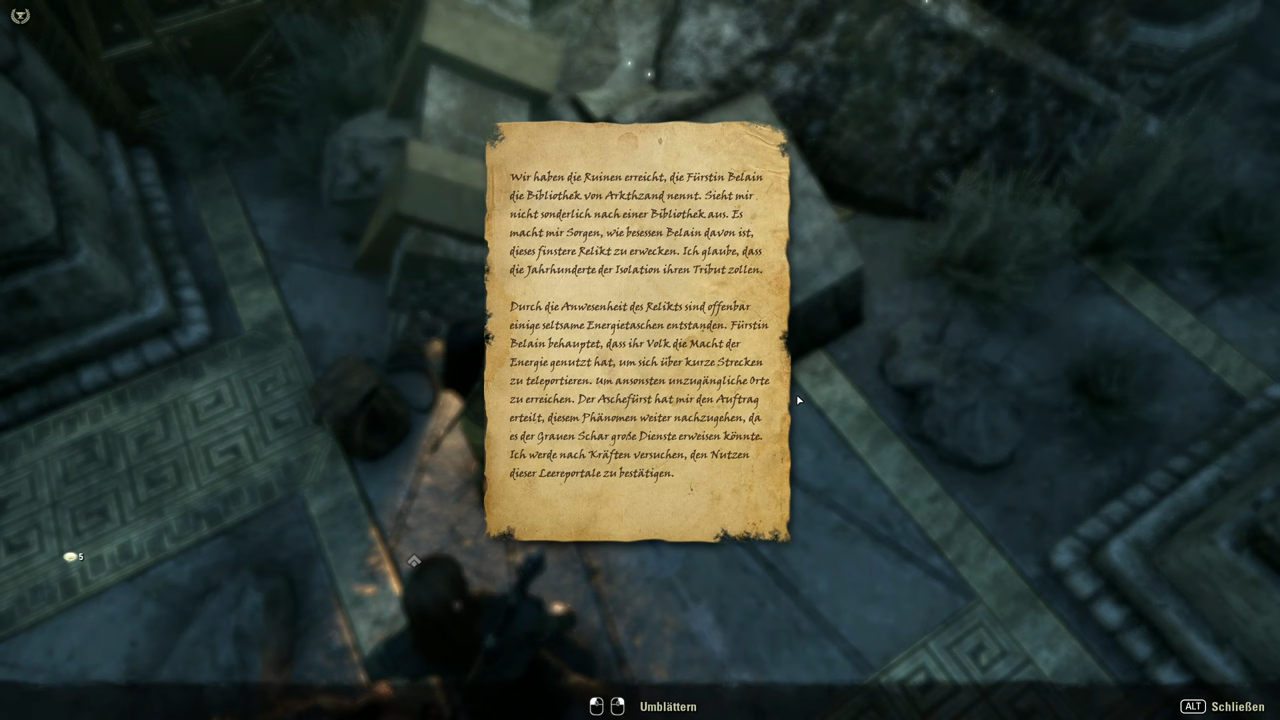 Wir haben die Ruinen erreicht, die Fürstin Belain
die Bibliothek von Arkthzand nennt. Sieht mir
nicht sonderlich nach einer Bibliothek aus. Es
macht mir Sorgen, wie besessen Belain davon ist,
dieses finstere Relikt zu erwecken. Ich glaube, dass
die Jahrhunderte der Isolation ihren Tribut zollen.
Durch die Anwesenheit des Relikts sind offenbar
einige seltsame Energietaschen entstanden. Fürstin
Belain behauptet, dass ihr Volk die Macht der
Energie genutzt hat, um sich über kurze Strecken
zu teleportieren. Um ansonsten unzugängliche Orte
zu erreichen. Der Aschefürst hat mir den Auftrag
erteilt, diesem Phänomen weiter nachzugehen, da
es der Grauen Schar große Dienste erweisen könnte.
Ich werde nach Kräften versuchen, den Nutzen
dieser Leereportale zu bestätigen.
5
Umblättern
ALT Schließen